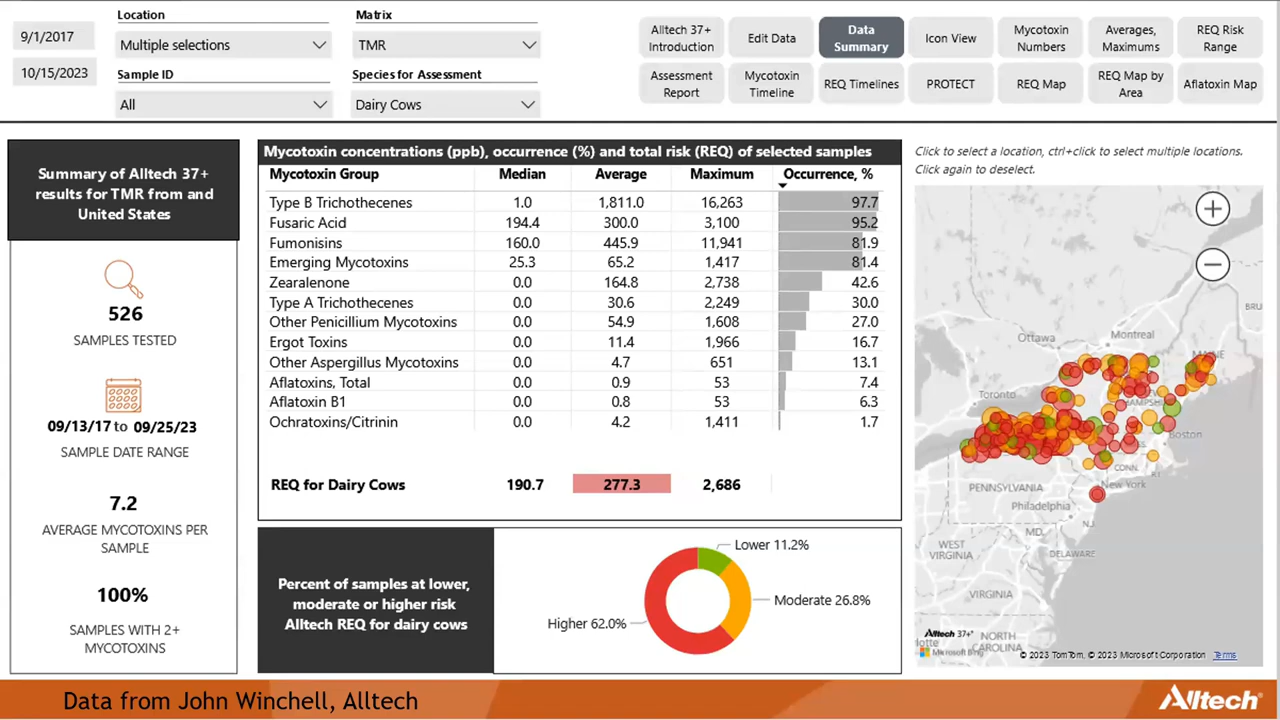 9/1/2017
10/15/2023
Location
Multiple selections
Sample ID
All
Matrix
TMR
Species for Assessment
Dairy Cows
Alltech 37+
Introduction
Edit Data
Data
Summary
Icon View
Mycotoxin
Numbers
Averages,
Maximums
REQ Risk
Range
Assessment
Report
Mycotoxin
Timeline
REQ Timelines
PROTECT
REQ Map
REQ Map by
Area
Aflatoxin Map
Summary of Alltech 37+
results for TMR from and
United States
526
SAMPLES TESTED
09/13/17 to 09/25/23
SAMPLE DATE RANGE
7.2
AVERAGE MYCOTOXINS PER
SAMPLE
100%
SAMPLES WITH 2+
MYCOTOXINS
Mycotoxin concentrations (ppb), occurrence (%) and total risk (REQ) of selected samples
Mycotoxin Group Median Average Maximum Occurrence, %
Type B Trichothecenes 1.0 1,811.0 16,263 97.7
Fusaric Acid 194.4 300.0 3,100 95.2
Fumonisins 160.0 445.9 11,941 81.9
Emerging Mycotoxins 25.3 65.2 1,417 81.4
Zearalenone 0.0 164.8 2,738 42.6
Type A Trichothecenes 0.0 30.6 2,249 30.0
Other Penicillium Mycotoxins 0.0 54.9 1,608 27.0
Ergot Toxins 0.0 11.4 1,966 16.7
Other Aspergillus Mycotoxins 0.0 4.7 651 13.1
Aflatoxins, Total 0.0 0.9 53 7.4
Aflatoxin B1 0.0 0.8 53 6.3
Ochratoxins/Citrinin 0.0 4.2 1,411 1.7
REQ for Dairy Cows 190.7 277.3 2,686
Percent of samples at lower,
moderate or higher risk
Alltech REQ for dairy cows
Lower 11.2%
Moderate 26.8%
Higher 62.0%
Click to select a location, ctrl+click to select multiple locations.
Click again to deselect.
BRU
Ottawa
Montreal
MAINE
Toronto
HAMPSHI
Boston
CONN.
R.I.
New York
PENNSYLVANIA
Philadelphia
N.J.
MD.
WEST
VIRGINIA
DELAWARE
VIRGINIA
Alltech 37+
lotte
NORTH
CAROLINA
Microsoft Bing
© 2023 TomTom, © 2023 Microsoft Corporation Terms
Data from John Winchell, Alltech
Alltech